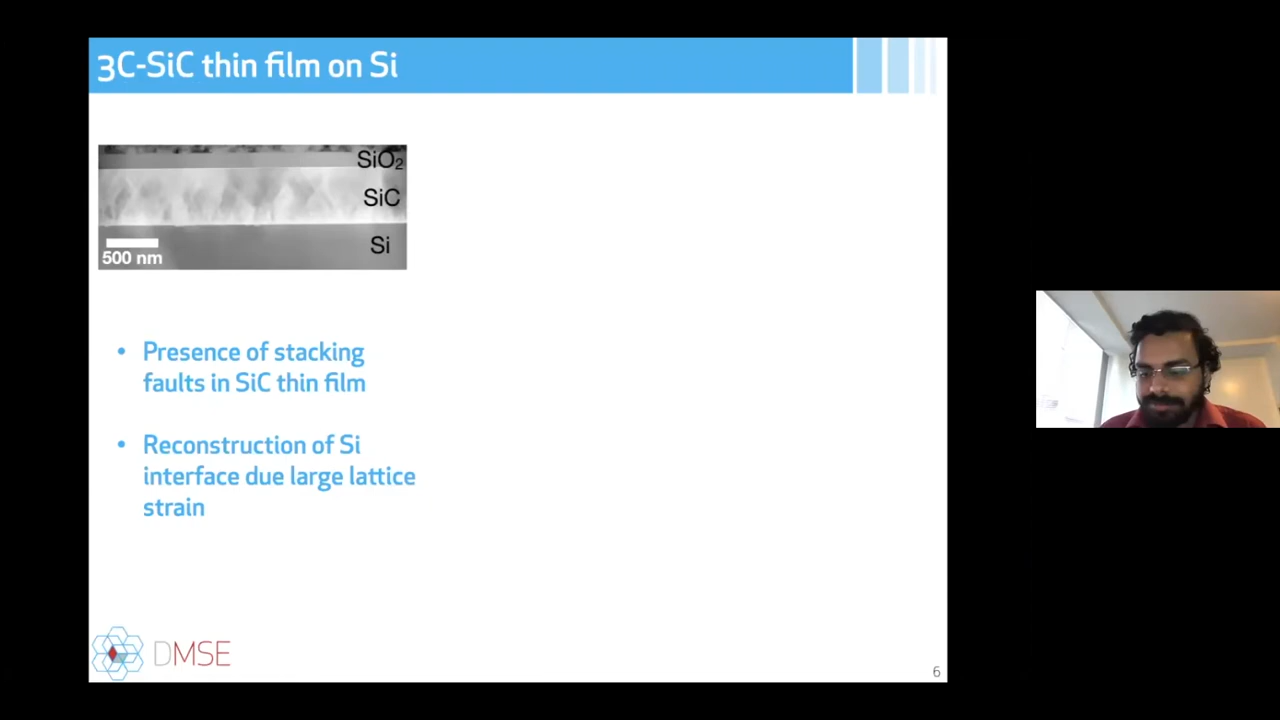 3C-SiC thin film on Si
SiO₂
SiC
Si
500 nm
• Presence of stacking
faults in SiC thin film
• Reconstruction of Si
interface due large lattice
strain
DMSE
6